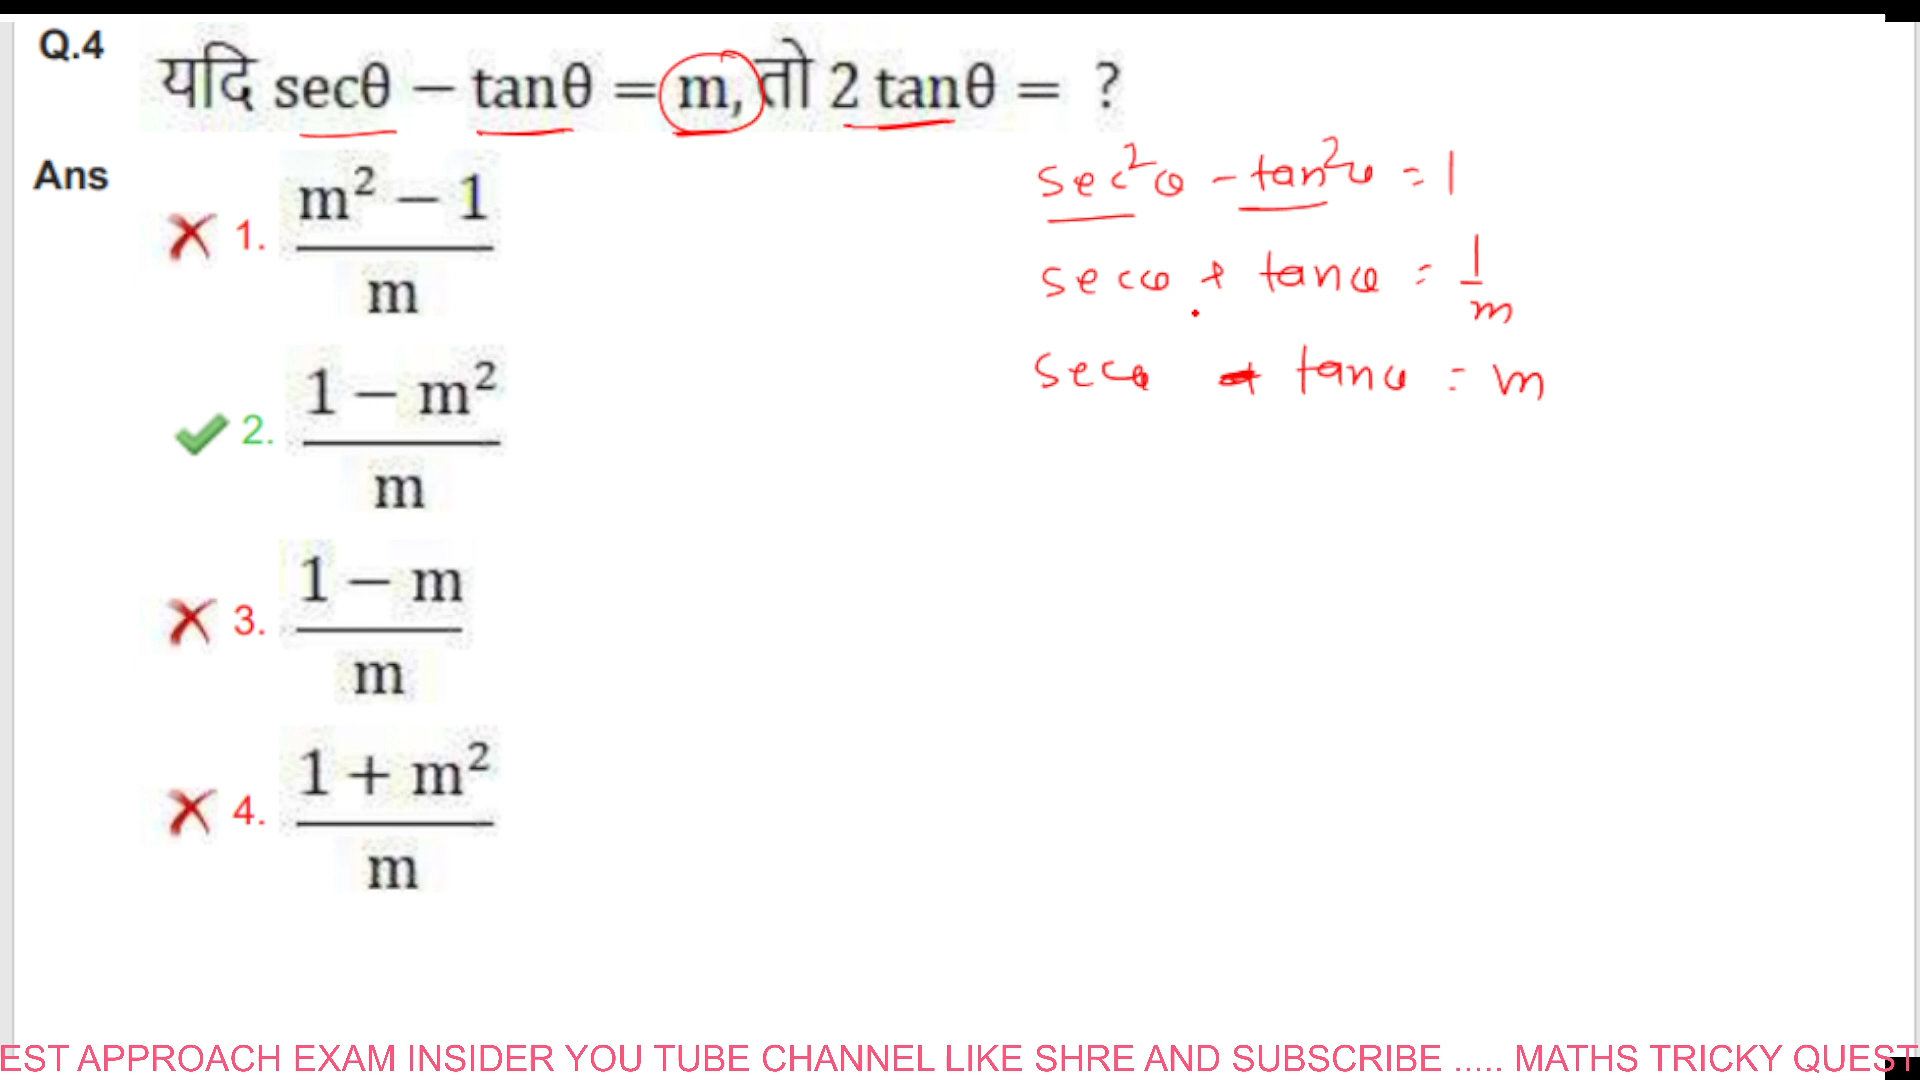 Q.4 यदि secθ − tanθ = m, तो 2 tanθ = ?
Ans
1. m² − 1 / m
2. 1 − m² / m
3. 1 − m / m
4. 1 + m² / m
sec²θ - tan²θ = 1
secθ + tanθ = 1/m
secθ - tanθ = m
EST APPROACH EXAM INSIDER YOU TUBE CHANNEL LIKE SHRE AND SUBSCRIBE ..... MATHS TRICKY QUEST